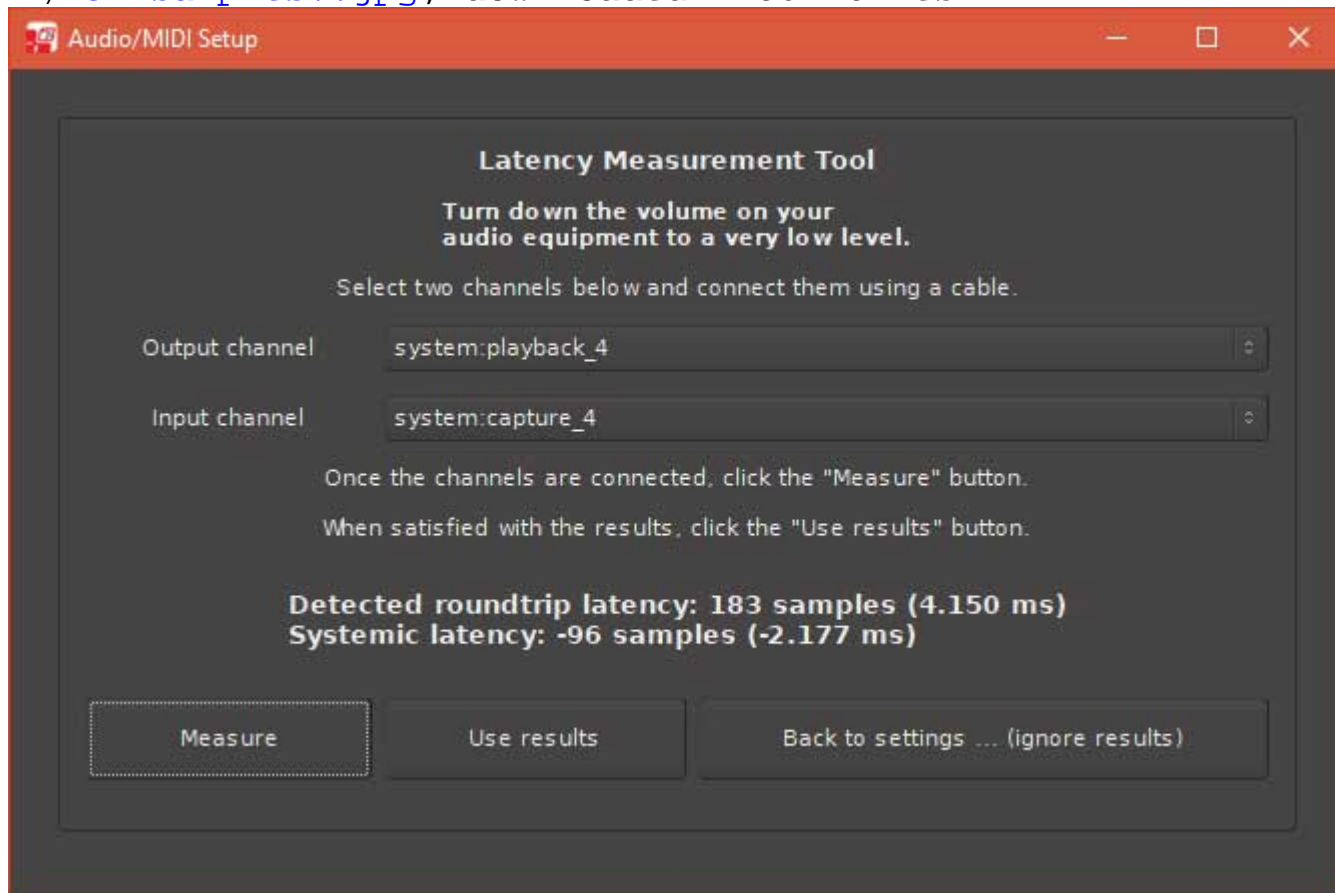 Audio/MIDI Setup
Latency Measurement Tool
Turn down the volume on your
audio equipment to a very low level.
Select two channels below and connect them using a cable.
Output channel system:playback_4
Input channel system:capture_4
Once the channels are connected, click the "Measure" button.
When satisfied with the results, click the "Use results" button.
Detected roundtrip latency: 183 samples (4.150 ms)
Systemic latency: -96 samples (-2.177 ms)
Measure Use results Back to settings ... (ignore results)